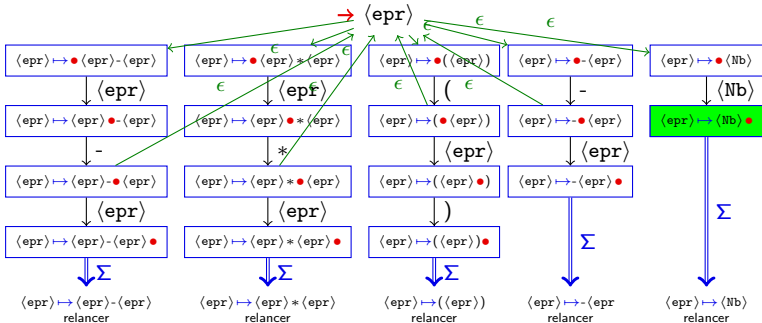 → ⟨epr⟩
ϵ ϵ ϵ ϵ ϵ
⟨epr⟩↦●⟨epr⟩-⟨epr⟩ ⟨epr⟩↦●⟨epr⟩*⟨epr⟩ ⟨epr⟩↦●(⟨epr⟩) ⟨epr⟩↦●-⟨epr⟩ ⟨epr⟩↦●⟨Nb⟩
⟨epr⟩ ϵ ⟨epr⟩ ϵ ϵ ( ϵ - ⟨Nb⟩
⟨epr⟩↦⟨epr⟩●-⟨epr⟩ ⟨epr⟩↦⟨epr⟩●*⟨epr⟩ ⟨epr⟩↦(●⟨epr⟩) ⟨epr⟩↦-●⟨epr⟩ ⟨epr⟩↦⟨Nb⟩●
- * ⟨epr⟩ ⟨epr⟩
⟨epr⟩↦⟨epr⟩-●⟨epr⟩ ⟨epr⟩↦⟨epr⟩*●⟨epr⟩ ⟨epr⟩↦(⟨epr⟩●) ⟨epr⟩↦-⟨epr⟩●
⟨epr⟩ ⟨epr⟩ ) Σ
⟨epr⟩↦⟨epr⟩-⟨epr⟩● ⟨epr⟩↦⟨epr⟩*⟨epr⟩● ⟨epr⟩↦(⟨epr⟩)● Σ
Σ Σ Σ
⟨epr⟩↦⟨epr⟩-⟨epr⟩ ⟨epr⟩↦⟨epr⟩*⟨epr⟩ ⟨epr⟩↦(⟨epr⟩) ⟨epr⟩↦-⟨epr ⟨epr⟩↦⟨Nb⟩
relancer relancer relancer relancer relancer